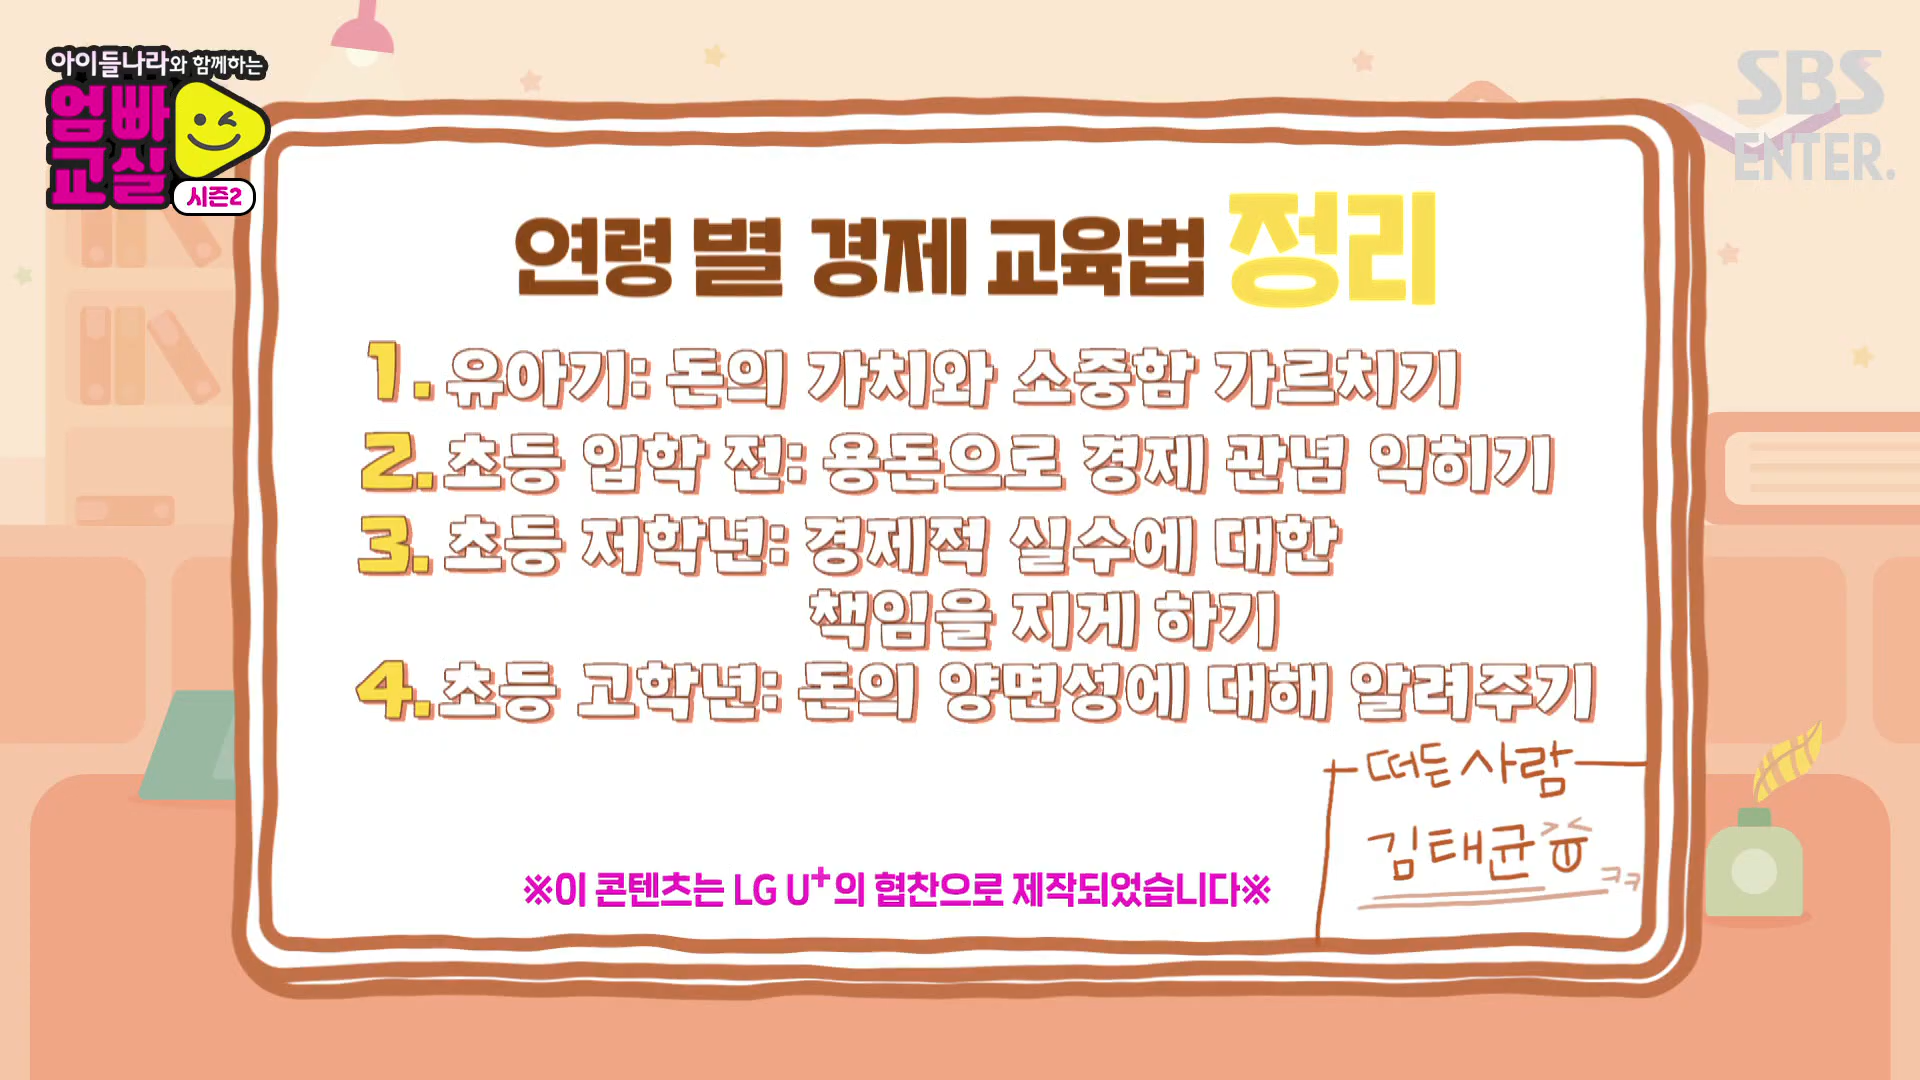 아이들나라와 함께하는
엄빠
교실
시즌2
SBS
ENTER.
연령 별 경제 교육법 정리
1. 유아기: 돈의 가치와 소중함 가르치기
2. 초등 입학 전: 용돈으로 경제 관념 익히기
3. 초등 저학년: 경제적 실수에 대한
책임을 지게 하기
4. 초등 고학년: 돈의 양면성에 대해 알려주기
떠든 사람
김태균
ㅋㅋ
※이 콘텐츠는 LG U+의 협찬으로 제작되었습니다※